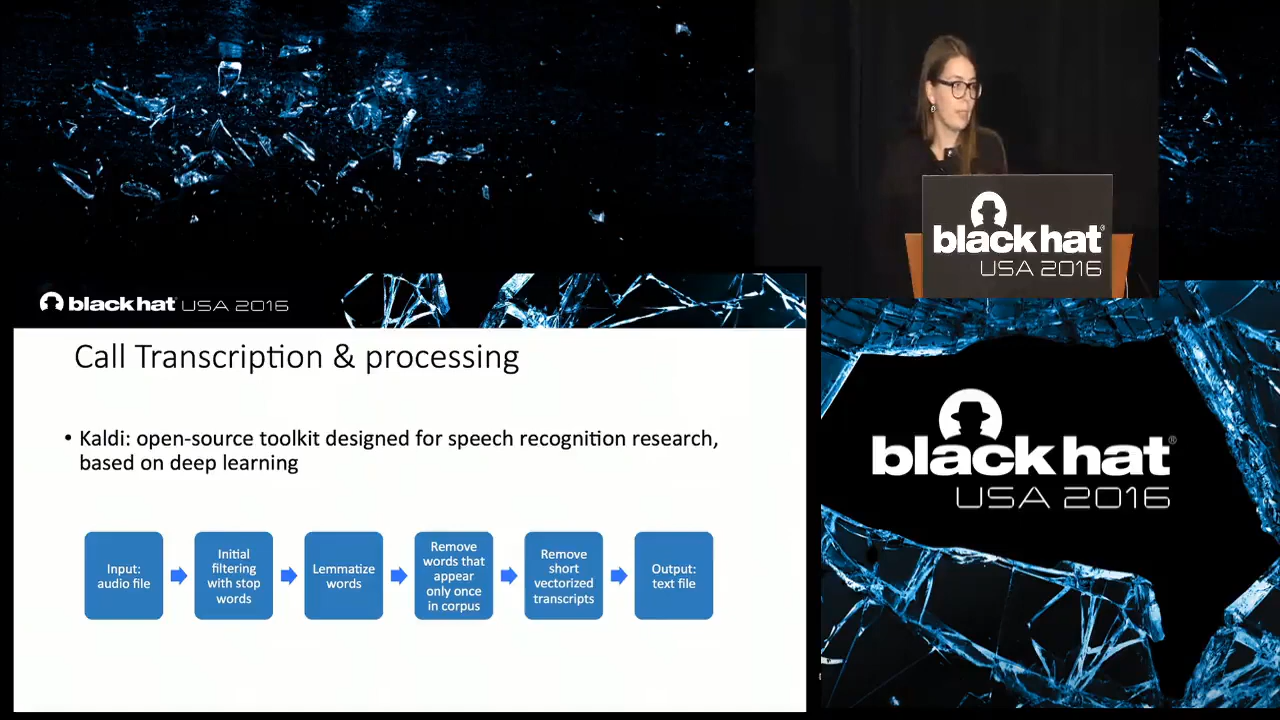 black hat®
USA 2016
black hat® USA 2016
Call Transcription & processing
• Kaldi: open-source toolkit designed for speech recognition research,
based on deep learning
Input:
audio file
Initial
filtering
with stop
words
Lemmatize
words
Remove
words that
appear
only once
in corpus
Remove
short
vectorized
transcripts
Output:
text file
black hat®
USA 2016